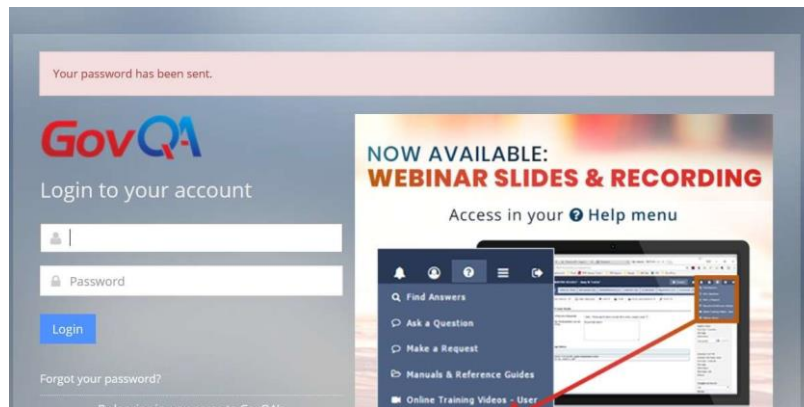 Your password has been sent.
GovQA
Login to your account
Password
Login
Forgot your password?
NOW AVAILABLE:
WEBINAR SLIDES & RECORDING
Access in your ? Help menu
Find Answers
Ask a Question
Make a Request
Manuals & Reference Guides
Online Training Videos - User